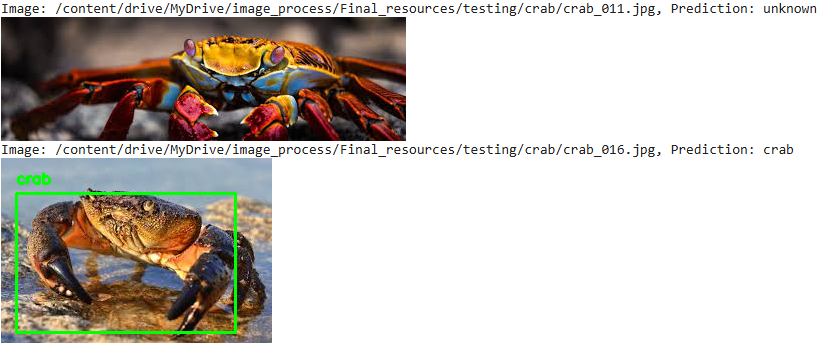 Image: /content/drive/MyDrive/image_process/Final_resources/testing/crab/crab_011.jpg, Prediction: unknown
Image: /content/drive/MyDrive/image_process/Final_resources/testing/crab/crab_016.jpg, Prediction: crab
crab